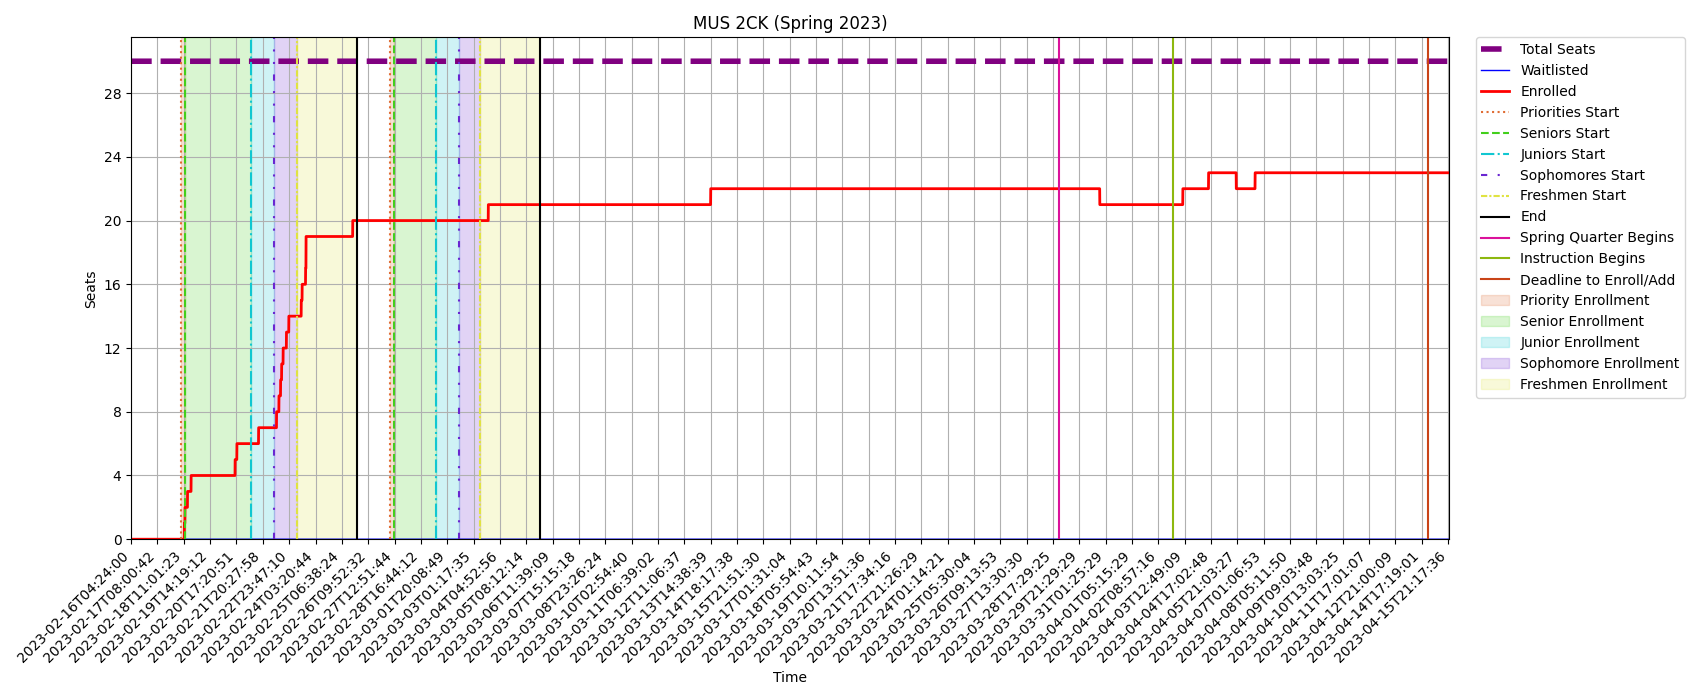 MUS 2CK (Spring 2023)
Seats
28
24
20
16
12
8
4
0
2023-02-16T04:24:00
2023-02-17T08:00:42
2023-02-18T11:01:23
2023-02-19T14:19:12
2023-02-20T17:20:51
2023-02-21T20:27:58
2023-02-22T23:47:10
2023-02-24T03:20:44
2023-02-25T06:38:24
2023-02-26T09:52:32
2023-02-27T12:51:44
2023-02-28T16:44:12
2023-03-01T20:08:49
2023-03-03T01:17:35
2023-03-04T04:52:56
2023-03-05T08:12:14
2023-03-06T11:39:09
2023-03-07T15:15:18
2023-03-08T23:26:24
2023-03-10T02:54:40
2023-03-11T06:39:02
2023-03-12T11:06:37
2023-03-13T14:38:39
2023-03-14T18:17:38
2023-03-15T21:51:30
2023-03-17T01:31:04
2023-03-18T05:54:43
2023-03-19T10:11:54
2023-03-20T13:51:36
2023-03-21T17:34:16
2023-03-22T21:26:29
2023-03-24T01:14:21
2023-03-25T05:30:04
2023-03-26T09:13:53
2023-03-27T13:30:30
2023-03-28T17:29:25
2023-03-29T21:29:29
2023-03-31T01:25:29
2023-04-01T05:15:29
2023-04-02T08:57:16
2023-04-03T12:49:09
2023-04-04T17:02:48
2023-04-05T21:03:27
2023-04-07T01:06:53
2023-04-08T05:11:50
2023-04-09T09:03:48
2023-04-10T13:03:25
2023-04-11T17:01:07
2023-04-12T21:00:09
2023-04-14T17:19:01
2023-04-15T21:17:36
Time
Total Seats
Waitlisted
Enrolled
Priorities Start
Seniors Start
Juniors Start
Sophomores Start
Freshmen Start
End
Spring Quarter Begins
Instruction Begins
Deadline to Enroll/Add
Priority Enrollment
Senior Enrollment
Junior Enrollment
Sophomore Enrollment
Freshmen Enrollment